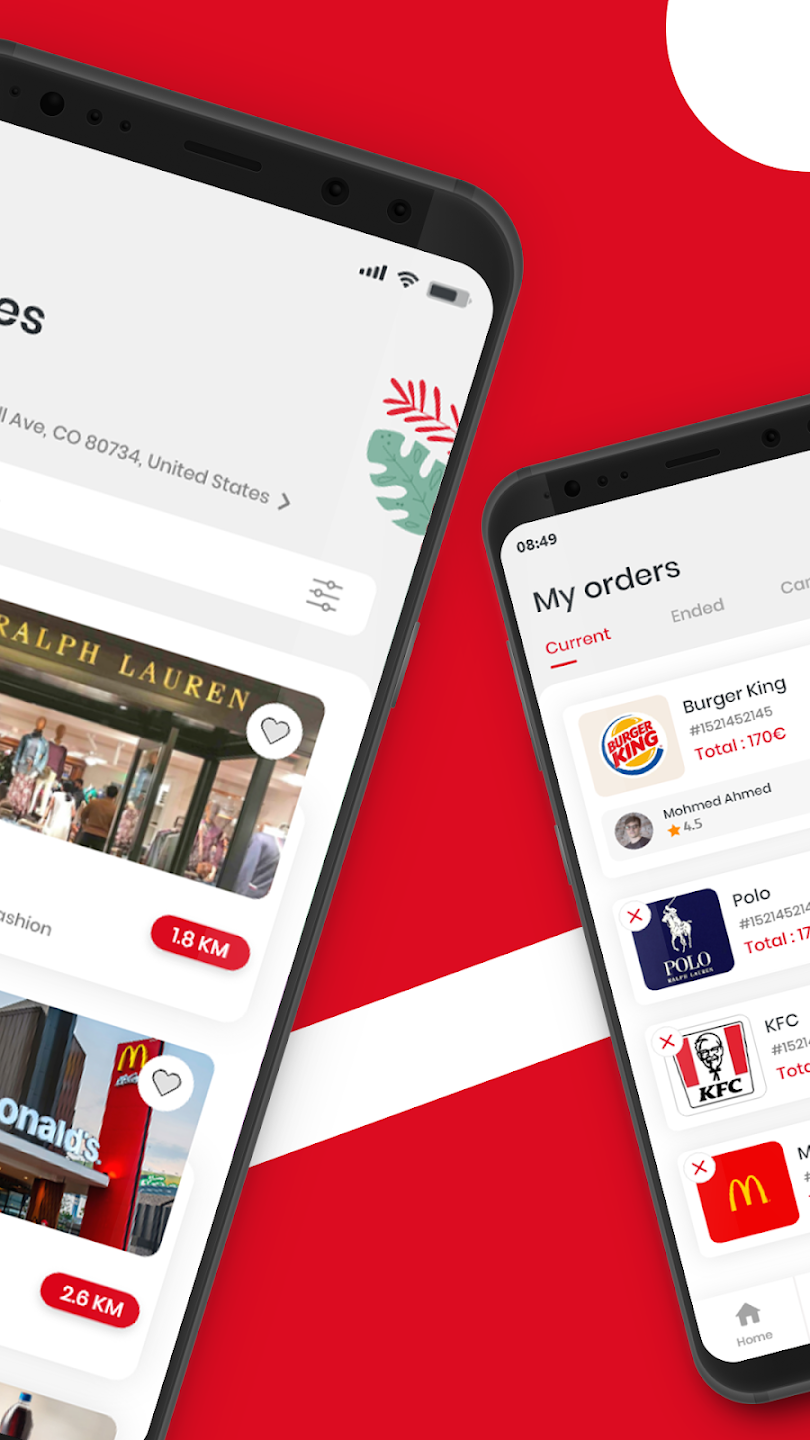 es
ll Ave, CO 80734, United States
RALPH LAUREN
ashion
1.8 KM
onald's
2.6 KM
08:49
My orders
Current
Ended
Can
BURGER KING
Burger King
#1521452145
Total : 170€
Mohmed Ahmed
4.5
POLO
RALPH LAUREN
Polo
#152145214
Total : 17
KFC
KFC
#1521
Tota
M
M
#
Home